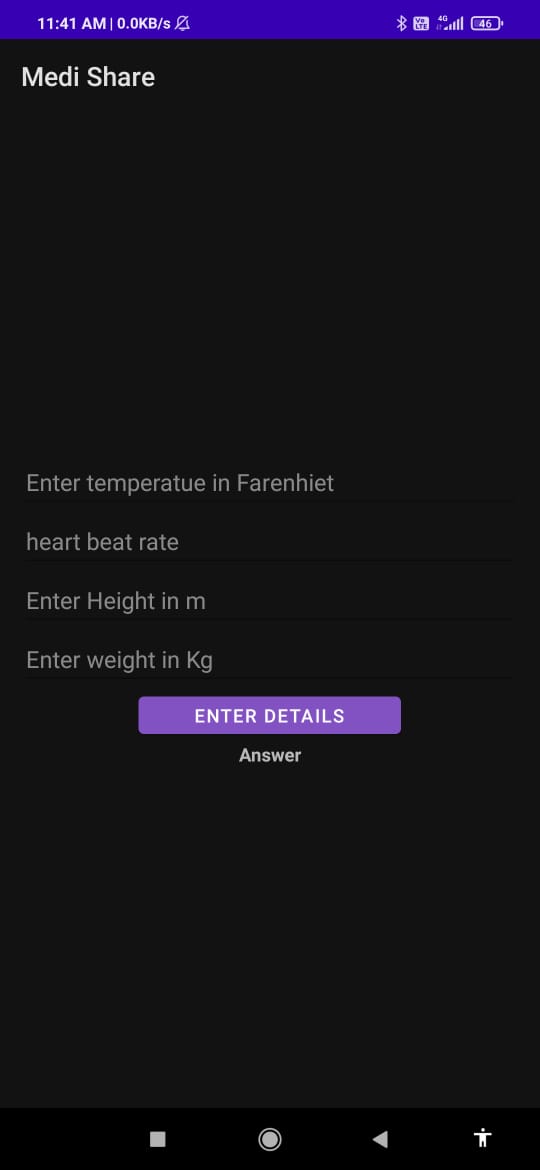 11:41 AM | 0.0KB/s
Vo LTE 4G 46
Medi Share
Enter temperatue in Farenhiet
heart beat rate
Enter Height in m
Enter weight in Kg
ENTER DETAILS
Answer